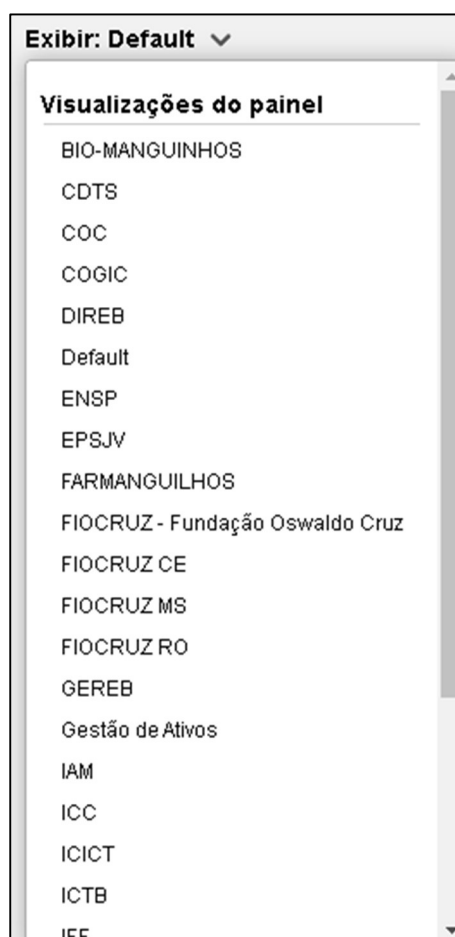 Exibir: Default
Visualizações do painel
BIO-MANGUINHOS
CDTS
COC
COGIC
DIREB
Default
ENSP
EPSJV
FARMANGUILHOS
FIOCRUZ - Fundação Oswaldo Cruz
FIOCRUZ CE
FIOCRUZ MS
FIOCRUZ RO
GEREB
Gestão de Ativos
IAM
ICC
ICICT
ICTB